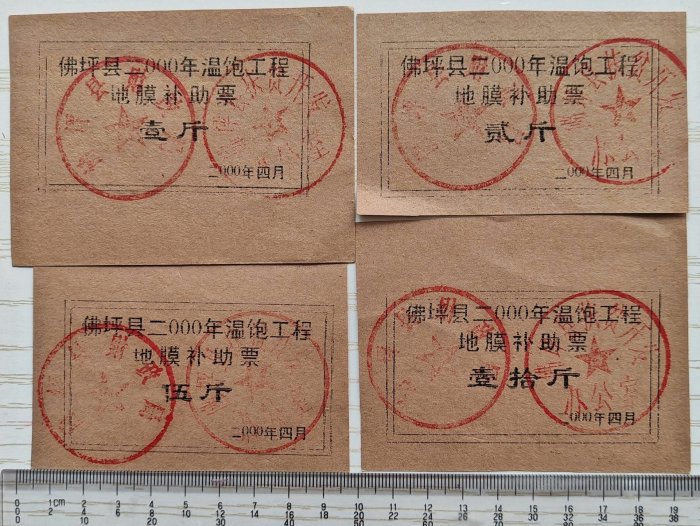 佛坪县二000年温饱工程
地膜补助票
壹斤
二000年四月
佛坪县二000年温饱工程
地膜补助票
贰斤
二000年四月
佛坪县二000年温饱工程
地膜补助票
伍斤
二000年四月
佛坪县二000年温饱工程
地膜补助票
壹拾斤
二000年四月